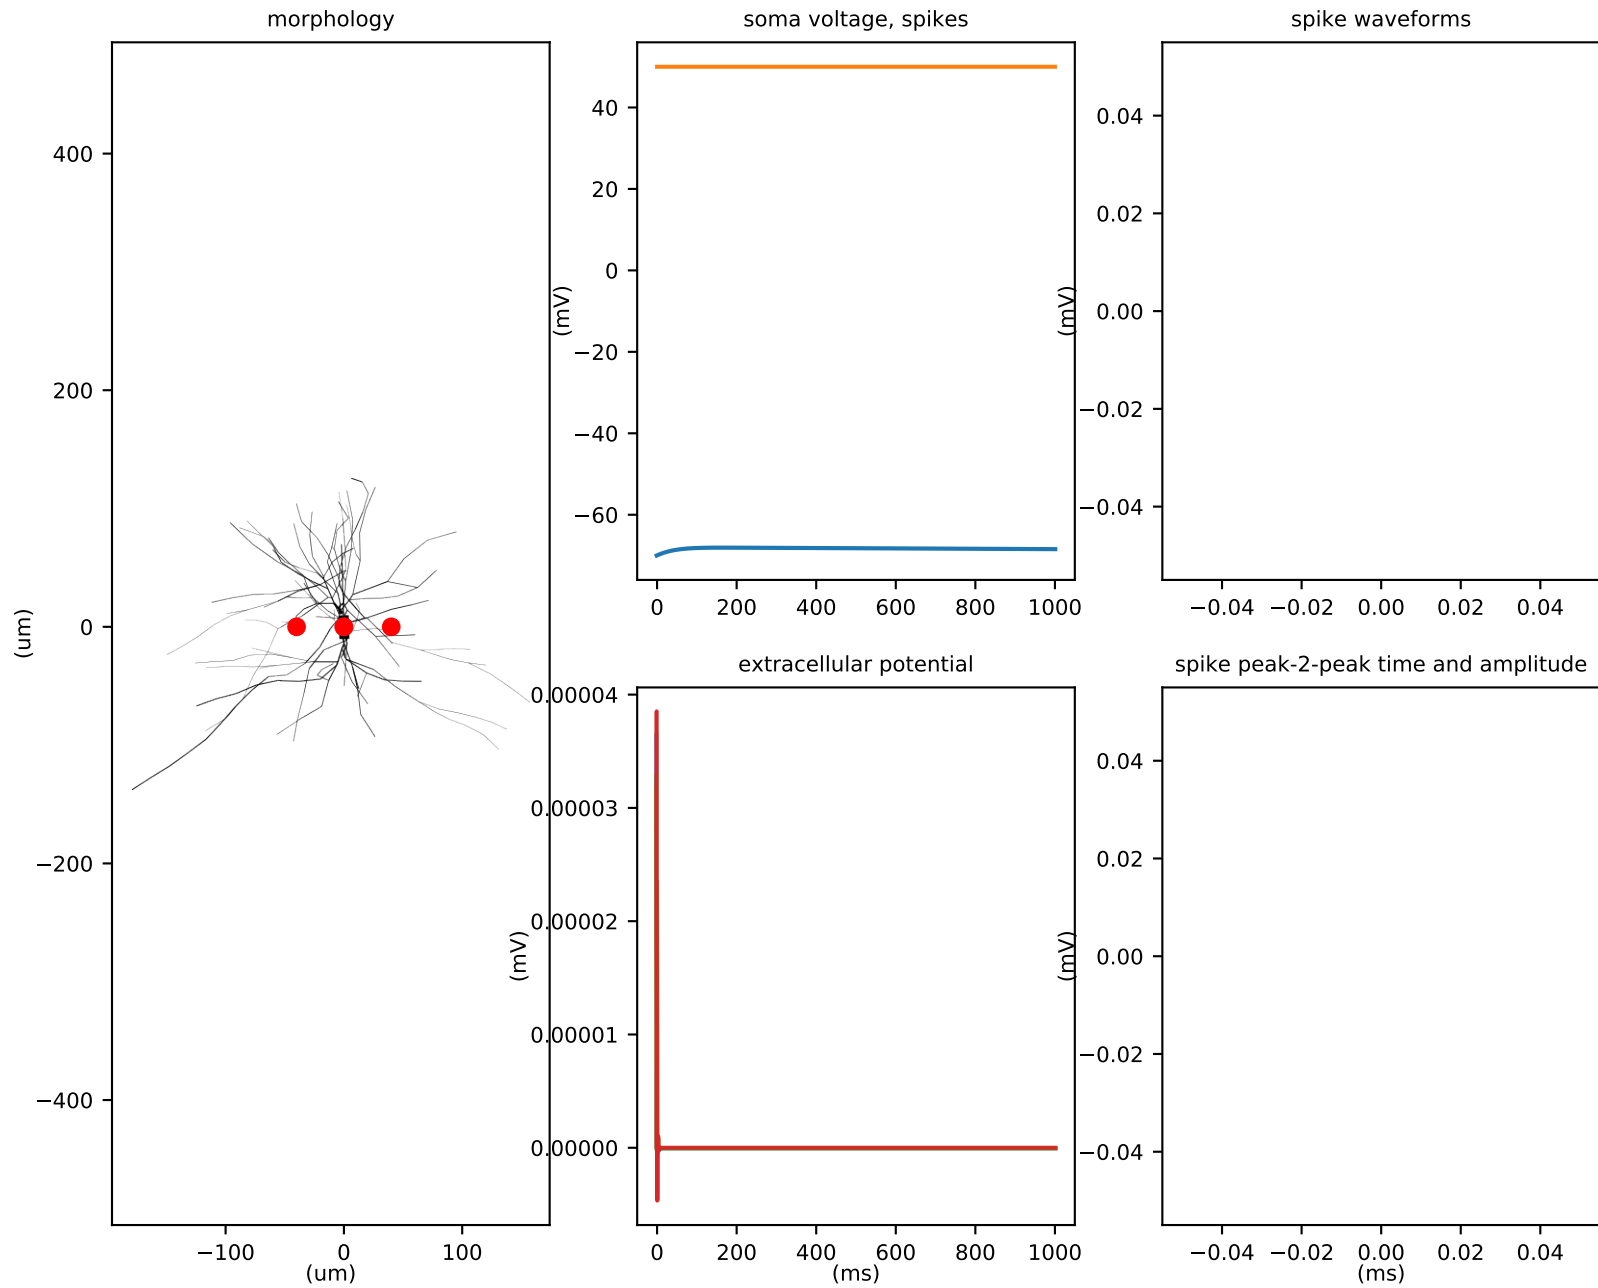 morphology
400
200
0
−200
−400
(um)
−100 0 100
(um)
soma voltage, spikes
40
20
0
−20
−40
−60
(mV)
0 200 400 600 800 1000
spike waveforms
0.04
0.02
0.00
−0.02
−0.04
(mV)
−0.04 −0.02 0.00 0.02 0.04
extracellular potential
0.00004
0.00003
0.00002
0.00001
0.00000
(mV)
0 200 400 600 800 1000
(ms)
spike peak-2-peak time and amplitude
0.04
0.02
0.00
−0.02
−0.04
(mV)
−0.04 −0.02 0.00 0.02 0.04
(ms)